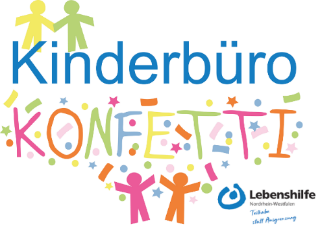 Kinderbüro
KONFETTI
Lebenshilfe
Nordrhein-Westfalen
Teilhabe
statt Ausgrenzung